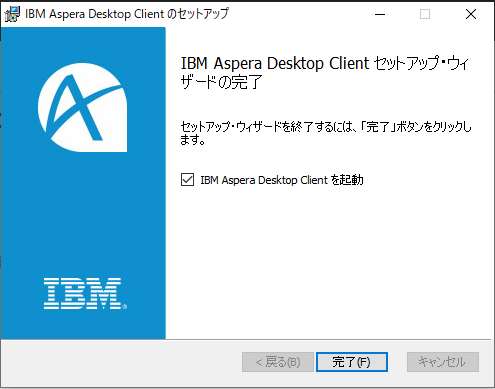 IBM Aspera Desktop Client のセットアップ
IBM Aspera Desktop Client セットアップ・ウィ
ザードの完了
セットアップ・ウィザードを終了するには、「完了」ボタンをクリックし
ます。
IBM Aspera Desktop Client を起動
IBM®
< 戻る(B)
完了(F)
キャンセル